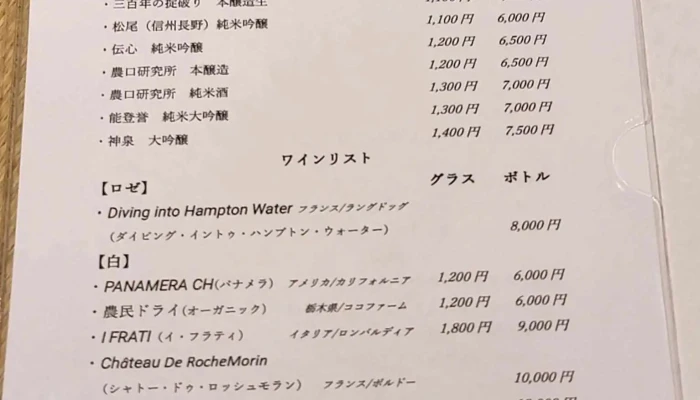 ・三百年の掟破り 本醸造生
・松尾（信州長野）純米吟醸 1,100円 6,000円
・伝心 純米吟醸 1,200円 6,500円
・農口研究所 本醸造 1,200円 6,500円
・農口研究所 純米酒 1,300円 7,000円
・能登誉 純米大吟醸 1,300円 7,000円
・神泉 大吟醸 1,400円 7,500円
ワインリスト
【ロゼ】 グラス ボトル
・Diving into Hampton Water フランス/ラングドッグ
（ダイビング・イントゥ・ハンプトン・ウォーター） 8,000円
【白】
・PANAMERA CH(パナメラ) アメリカ/カリフォルニア 1,200円 6,000円
・農民ドライ(オーガニック) 栃木県/ココファーム 1,200円 6,000円
・I FRATI（イ・フラティ） イタリア/ロンバルディア 1,800円 9,000円
・Château De RocheMorin
（シャトー・ドゥ・ロッシュモラン） フランス/ボルドー 10,000円